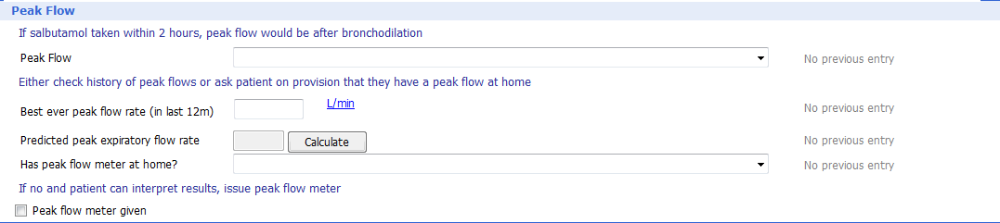 Peak Flow
If salbutamol taken within 2 hours, peak flow would be after bronchodilation
Peak Flow No previous entry
Either check history of peak flows or ask patient on provision that they have a peak flow at home
Best ever peak flow rate (in last 12m) L/min No previous entry
Predicted peak expiratory flow rate Calculate No previous entry
Has peak flow meter at home? No previous entry
If no and patient can interpret results, issue peak flow meter
Peak flow meter given